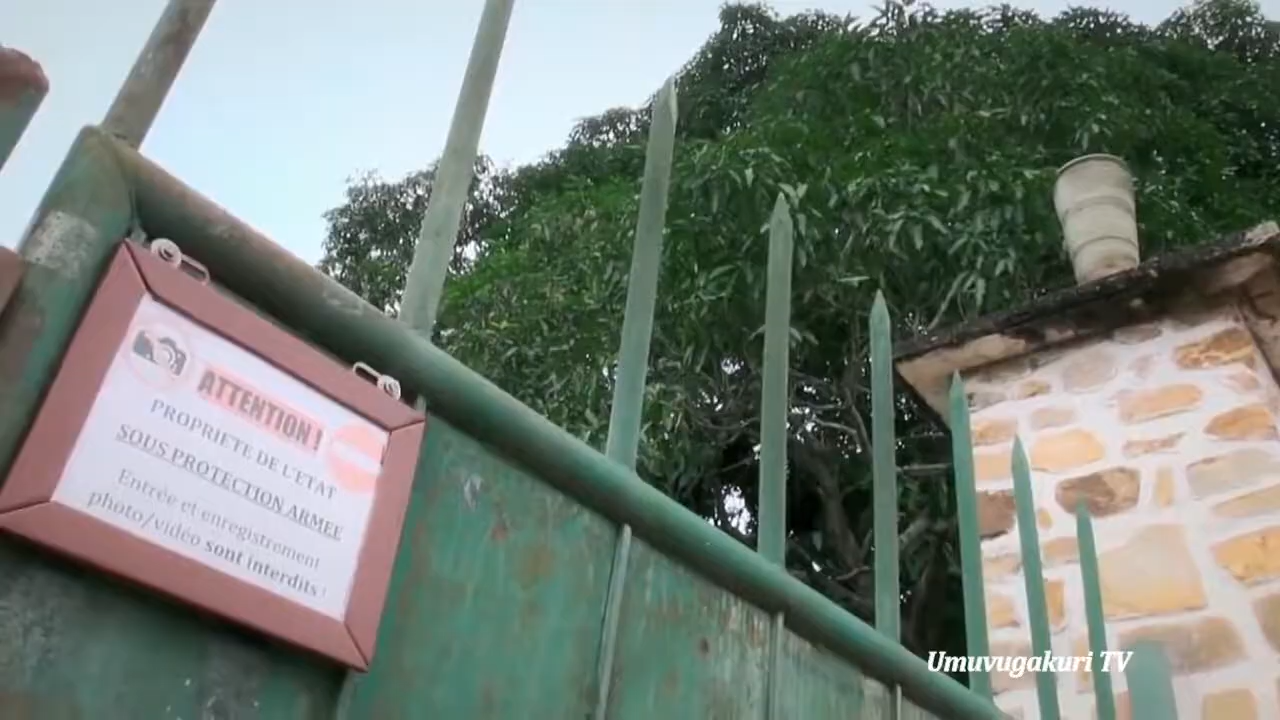 ATTENTION !
PROPRIETE DE L'ETAT
SOUS PROTECTION ARMEE
Entrée et enregistrement
photo/vidéo sont interdits !
Umuvugakuri TV